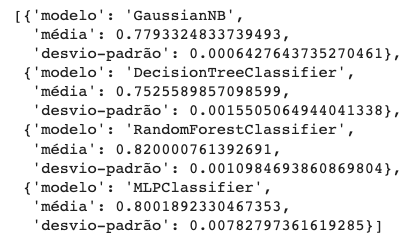 [{'modelo': 'GaussianNB',
'média': 0.7793324833739493,
'desvio-padrão': 0.0006427643735270461},
{'modelo': 'DecisionTreeClassifier',
'média': 0.7525589857098599,
'desvio-padrão': 0.0015505064944041338},
{'modelo': 'RandomForestClassifier',
'média': 0.820000761392691,
'desvio-padrão': 0.0010984693860869804},
{'modelo': 'MLPClassifier',
'média': 0.8001892330467353,
'desvio-padrão': 0.00782797361619285}]